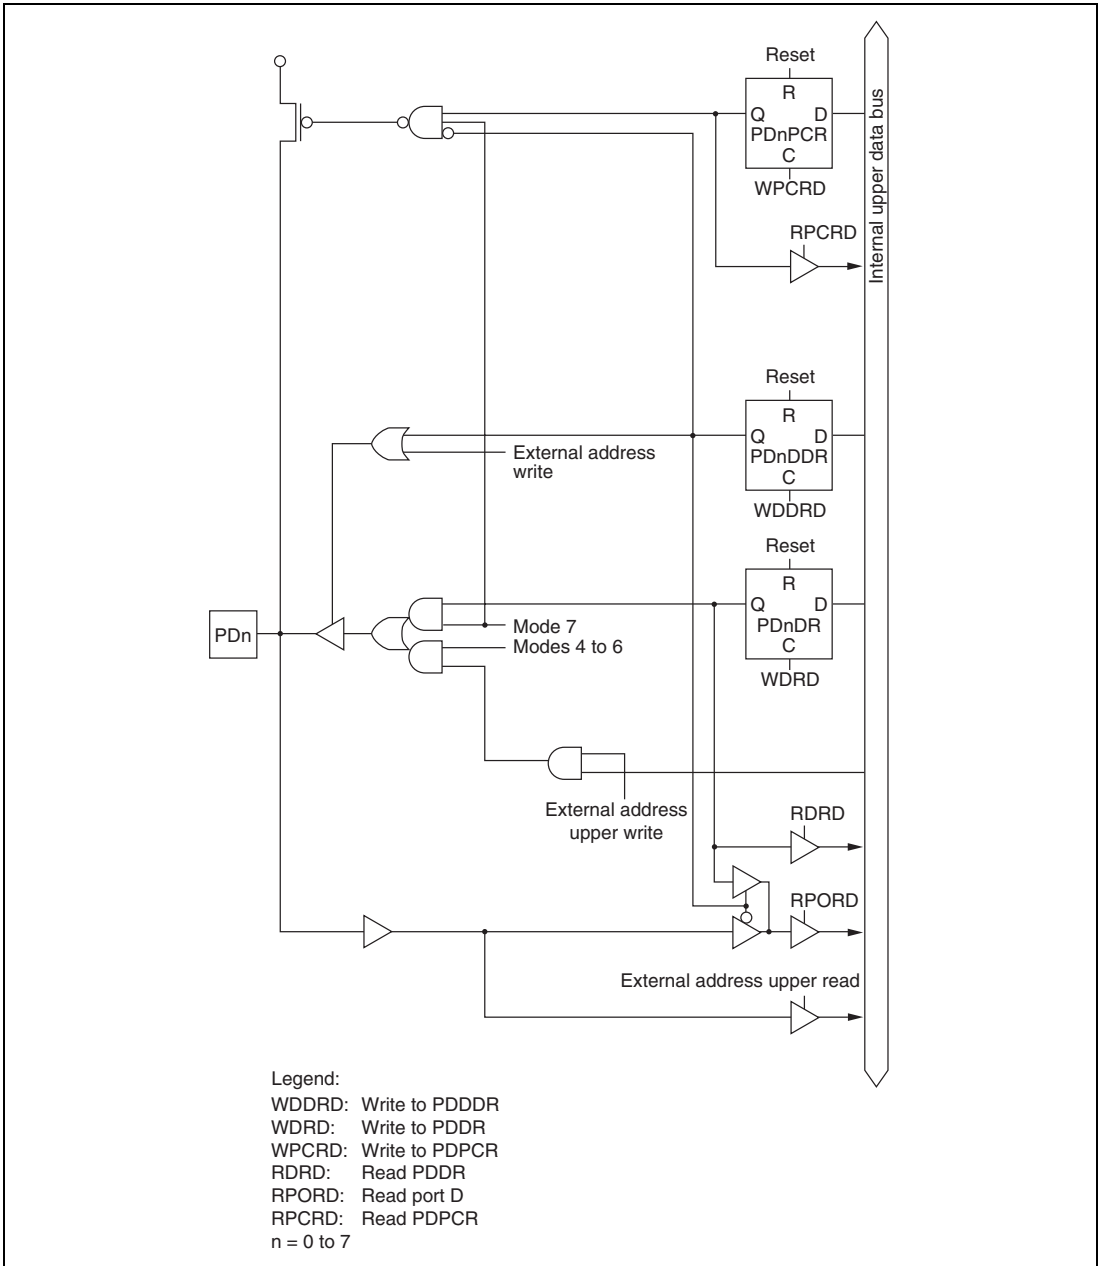 Reset
R
Q D
PDnPCR
C
WPCRD
Internal upper data bus
RPCRD
Reset
R
Q D
PDnDDR
C
WDDRD
External address
write
Reset
R
Q D
PDnDR
C
WDRD
PDn
Mode 7
Modes 4 to 6
External address
upper write
RDRD
RPORD
External address upper read
Legend:
WDDRD: Write to PDDDR
WDRD: Write to PDDR
WPCRD: Write to PDPCR
RDRD: Read PDDR
RPORD: Read port D
RPCRD: Read PDPCR
n = 0 to 7